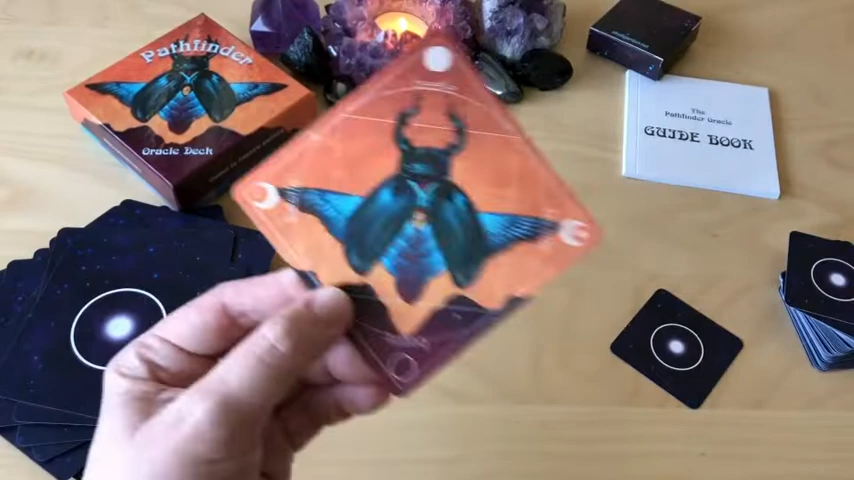 Pathfinder
Oracle Deck
The
Pathfinder Oracle
GUIDE BOOK